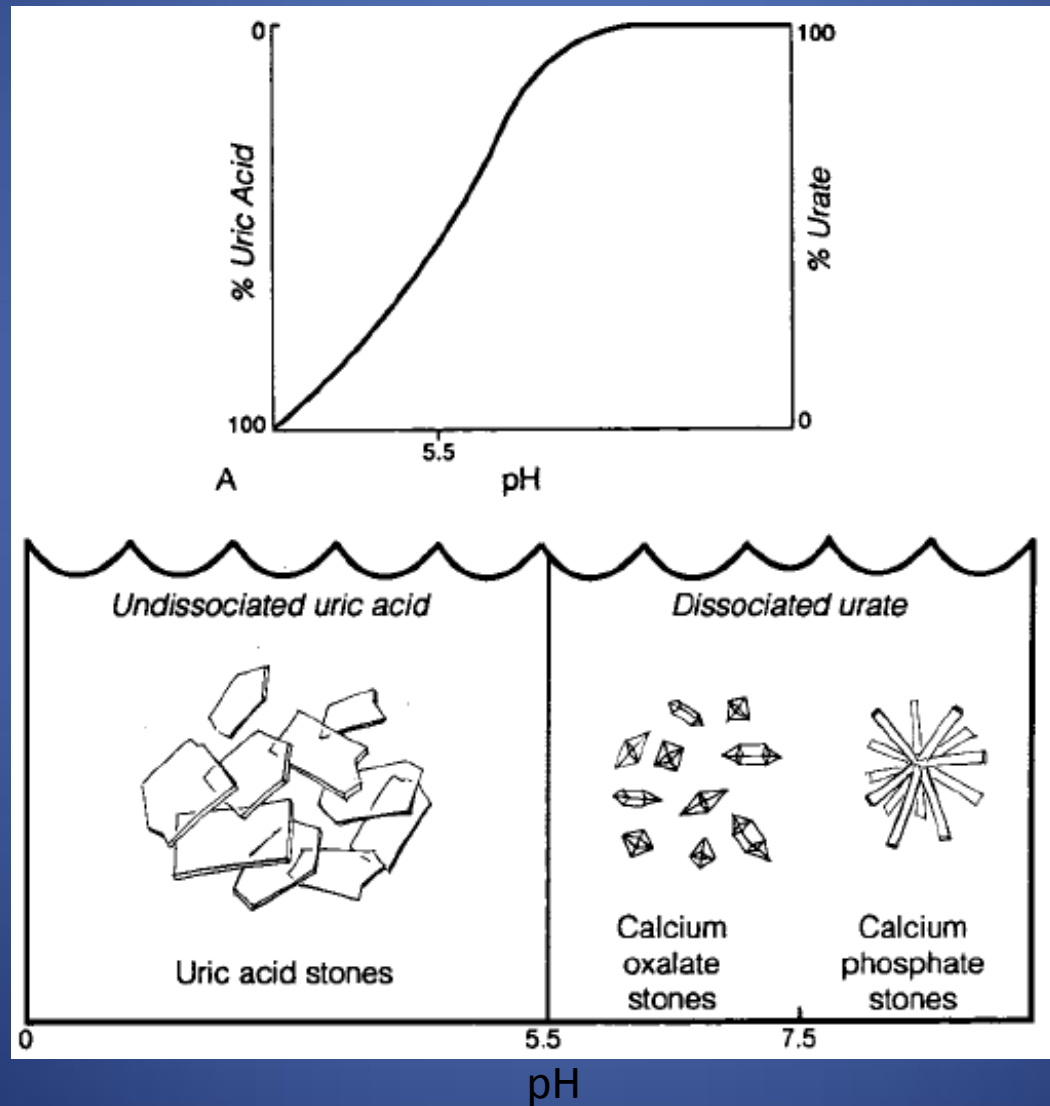 0
100
% Uric Acid
% Urate
100
0
5.5
A
pH
Undissociated uric acid
Dissociated urate
Uric acid stones
Calcium
oxalate
stones
Calcium
phosphate
stones
0
5.5
7.5
pH